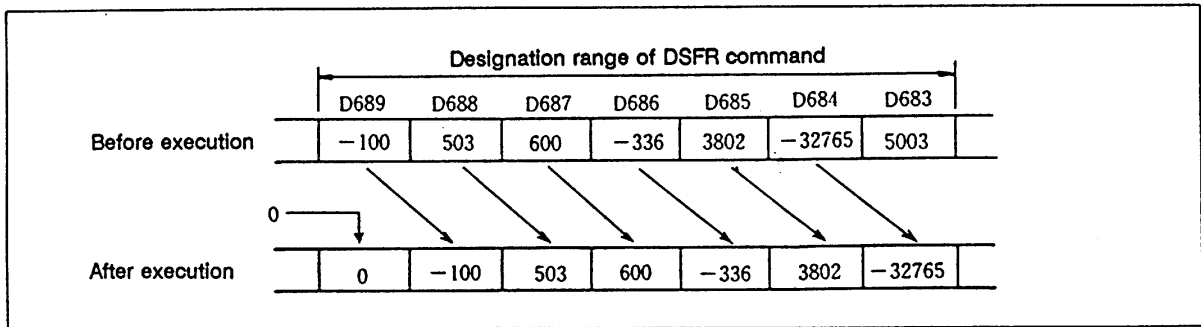 Designation range of DSFR command
D689 D688 D687 D686 D685 D684 D683
Before execution −100 503 600 −336 3802 −32765 5003
0
After execution 0 −100 503 600 −336 3802 −32765